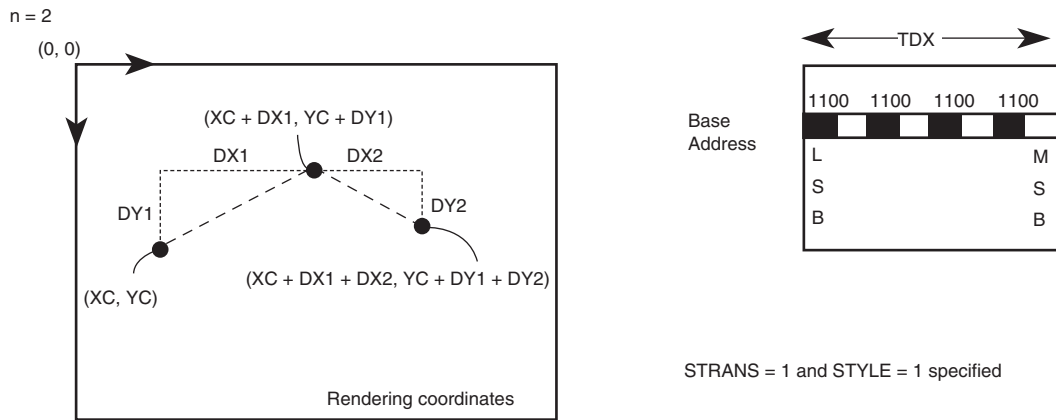 n = 2
(0, 0)
(XC + DX1, YC + DY1)
DX1
DX2
DY1
DY2
(XC + DX1 + DX2, YC + DY1 + DY2)
(XC, YC)
Rendering coordinates
TDX
1100 1100 1100 1100
Base
Address
L M
S S
B B
STRANS = 1 and STYLE = 1 specified